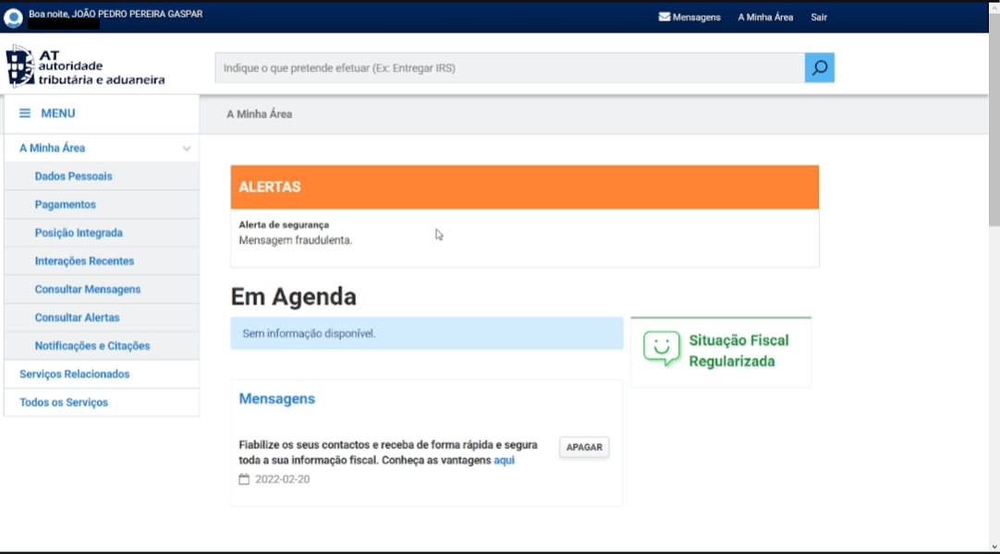 Boa noite, JOÃO PEDRO PEREIRA GASPAR
Mensagens A Minha Área Sair
AT
autoridade
tributária e aduaneira
Indique o que pretende efetuar (Ex: Entregar IRS)
MENU
A Minha Área
A Minha Área
Dados Pessoais
Pagamentos
Posição Integrada
Interações Recentes
Consultar Mensagens
Consultar Alertas
Notificações e Citações
Serviços Relacionados
Todos os Serviços
ALERTAS
Alerta de segurança
Mensagem fraudulenta.
Em Agenda
Sem informação disponível.
Situação Fiscal
Regularizada
Mensagens
Fiabilize os seus contactos e receba de forma rápida e segura
toda a sua informação fiscal. Conheça as vantagens aqui
APAGAR
2022-02-20